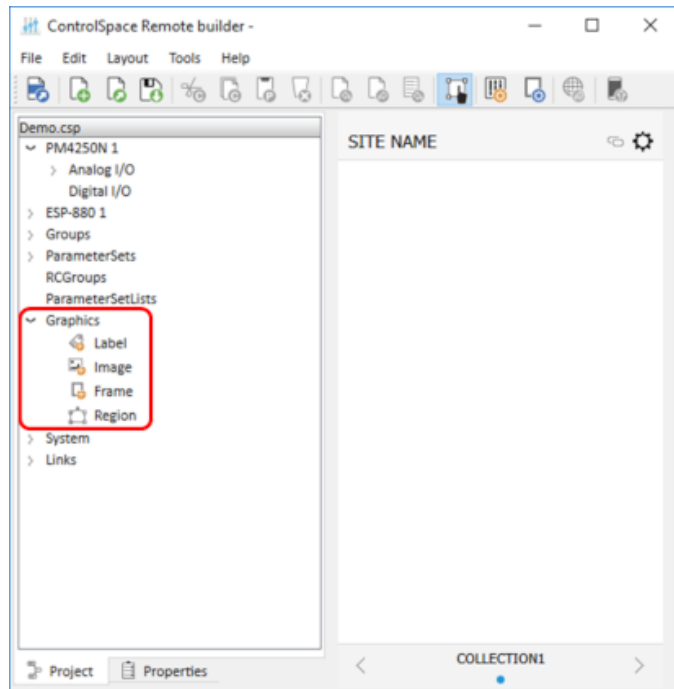 ControlSpace Remote builder -
File Edit Layout Tools Help
Demo.csp
PM4250N 1
Analog I/O
Digital I/O
ESP-880 1
Groups
ParameterSets
RCGroups
ParameterSetLists
Graphics
Label
Image
Frame
Region
System
Links
Project Properties
SITE NAME
COLLECTION1